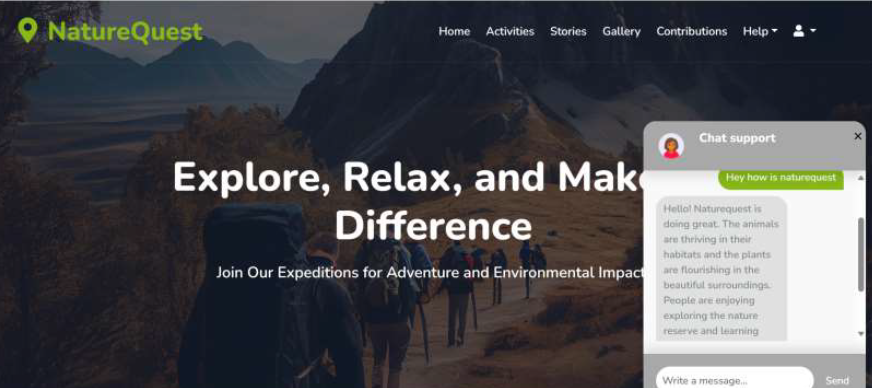 NatureQuest
Home Activities Stories Gallery Contributions Help
Chat support
Hey how is naturequest
Explore, Relax, and Make
Difference
Join Our Expeditions for Adventure and Environmental Impact
Hello! Naturequest is
doing great. The animals
are thriving in their
habitats and the plants
are flourishing in the
beautiful surroundings.
People are enjoying
exploring the nature
reserve and learning
Write a message...
Send